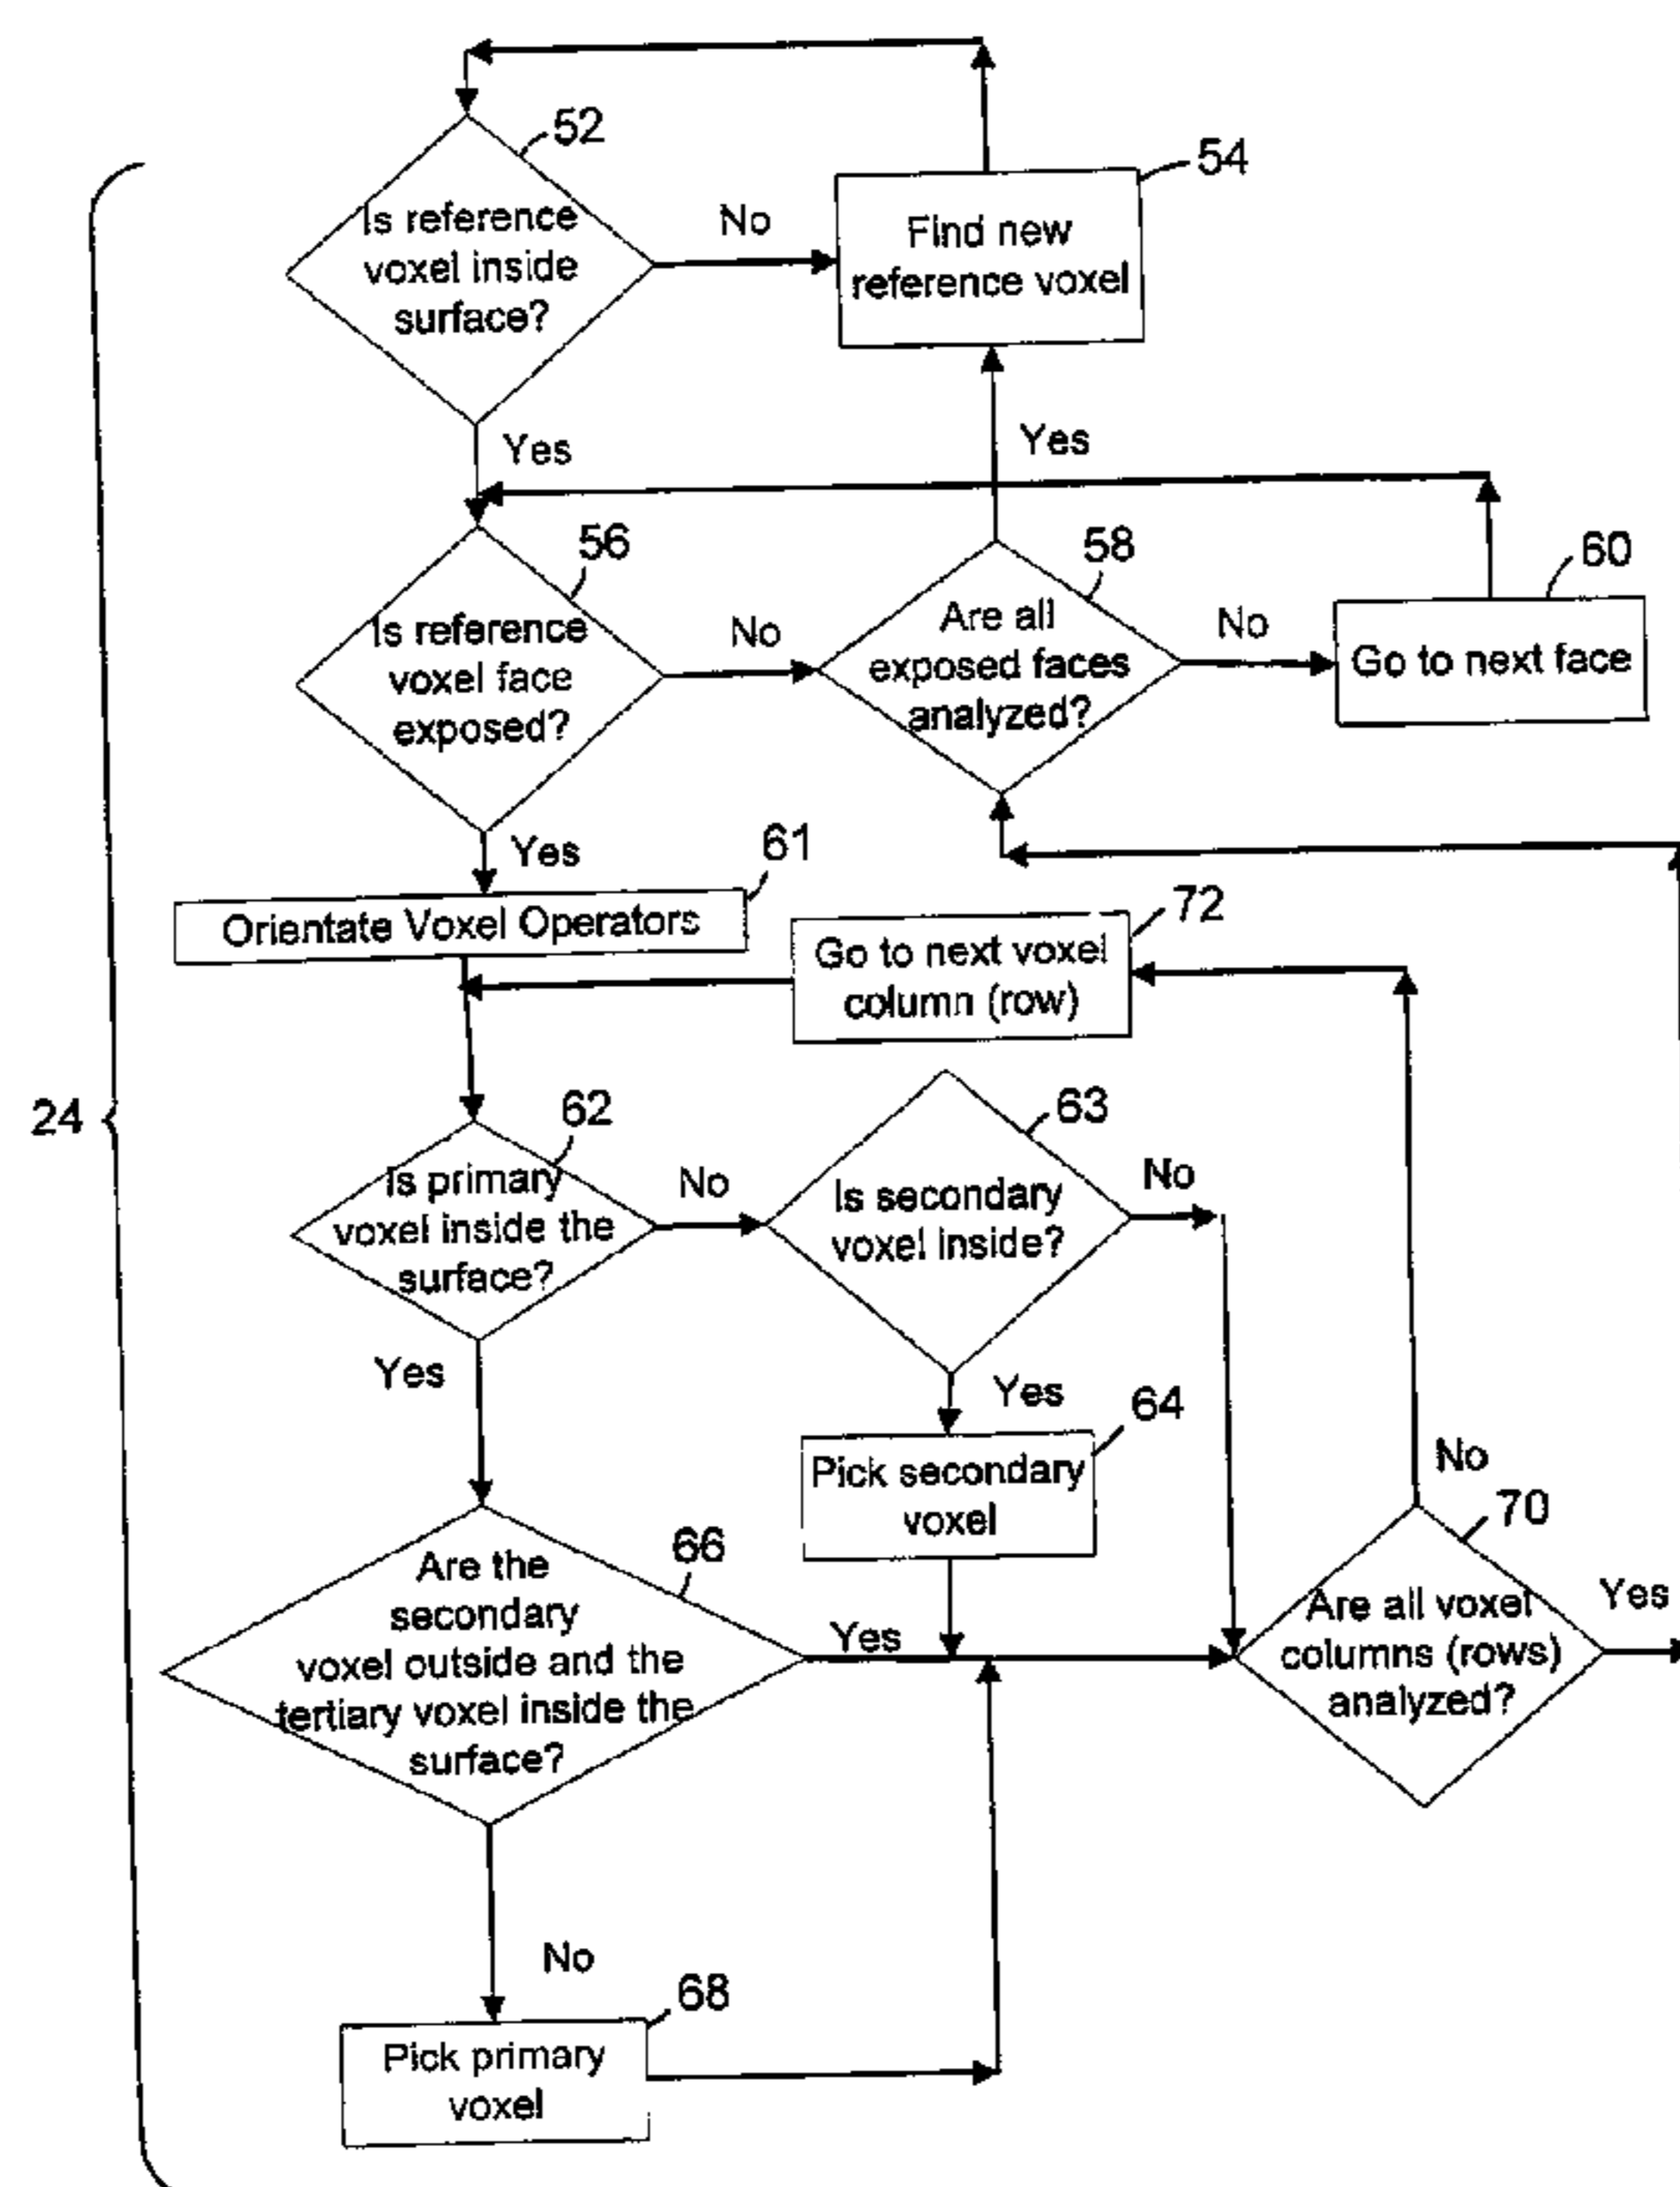 52
Is reference
voxel inside
surface?
No
54
Find new
reference voxel
Yes
Yes
56
Is reference
voxel face
exposed?
No
58
Are all
exposed faces
analyzed?
No
60
Go to next face
Yes
61
Orientate Voxel Operators
72
Go to next voxel
column (row)
24
62
Is primary
voxel inside the
surface?
No
63
Is secondary
voxel inside?
No
Yes
Yes
64
Pick secondary
voxel
No
70
Are all voxel
columns (rows)
analyzed?
Yes
66
Are the
secondary
voxel outside and the
tertiary voxel inside the
surface?
Yes
No
68
Pick primary
voxel